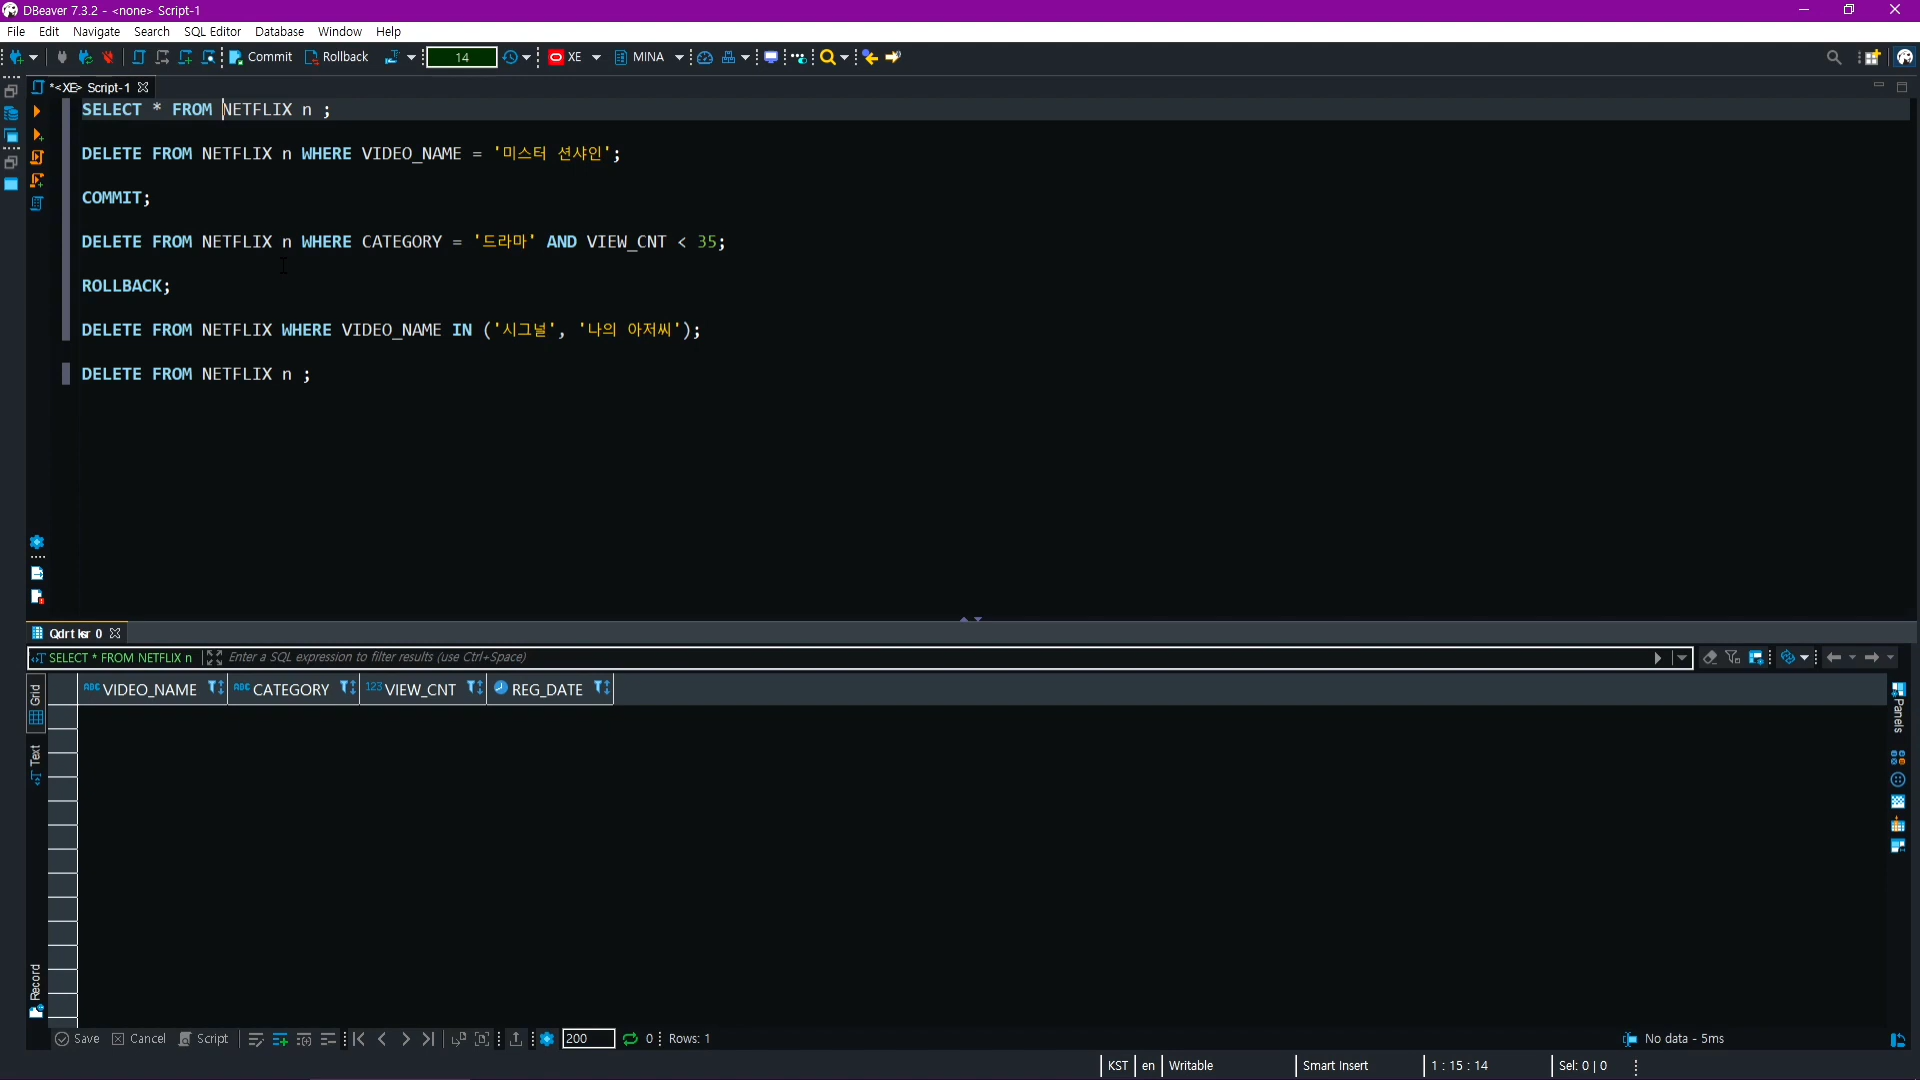 DBeaver 7.3.2 - <none> Script-1
File Edit Navigate Search SQL Editor Database Window Help
Commit Rollback 14 XE MINA
*<XE> Script-1
SELECT * FROM NETFLIX n ;
DELETE FROM NETFLIX n WHERE VIDEO_NAME = '미스터 션샤인';
COMMIT;
DELETE FROM NETFLIX n WHERE CATEGORY = '드라마' AND VIEW_CNT < 35;
ROLLBACK;
DELETE FROM NETFLIX WHERE VIDEO_NAME IN ('시그널', '나의 아저씨');
DELETE FROM NETFLIX n ;
0
SELECT * FROM NETFLIX n Enter a SQL expression to filter results (use Ctrl+Space)
Grid
Text
Record
ABC VIDEO_NAME ABC CATEGORY 123 VIEW_CNT REG_DATE
Panels
Save Cancel Script 200 0 Rows: 1 No data - 5ms
KST en Writable Smart Insert 1 : 15 : 14 Sel: 0 | 0